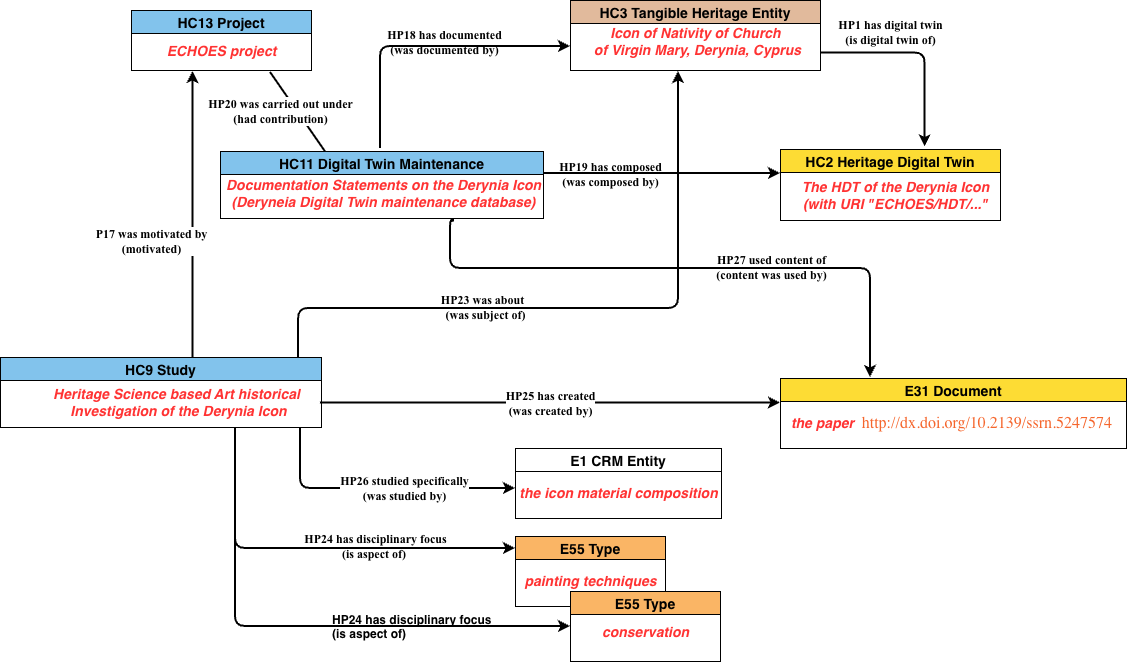 HC13 Project
ECHOES project
HC3 Tangible Heritage Entity
Icon of Nativity of Church
of Virgin Mary, Derynia, Cyprus
HP18 has documented
(was documented by)
HP1 has digital twin
(is digital twin of)
HP20 was carried out under
(had contribution)
HC11 Digital Twin Maintenance
Documentation Statements on the Derynia Icon
(Deryneia Digital Twin maintenance database)
HP19 has composed
(was composed by)
HC2 Heritage Digital Twin
The HDT of the Derynia Icon
(with URI "ECHOES/HDT/..."
P17 was motivated by
(motivated)
HP27 used content of
(content was used by)
HP23 was about
(was subject of)
HC9 Study
Heritage Science based Art historical
Investigation of the Derynia Icon
HP25 has created
(was created by)
E31 Document
the paper http://dx.doi.org/10.2139/ssrn.5247574
HP26 studied specifically
(was studied by)
E1 CRM Entity
the icon material composition
HP24 has disciplinary focus
(is aspect of)
E55 Type
painting techniques
HP24 has disciplinary focus
(is aspect of)
E55 Type
conservation